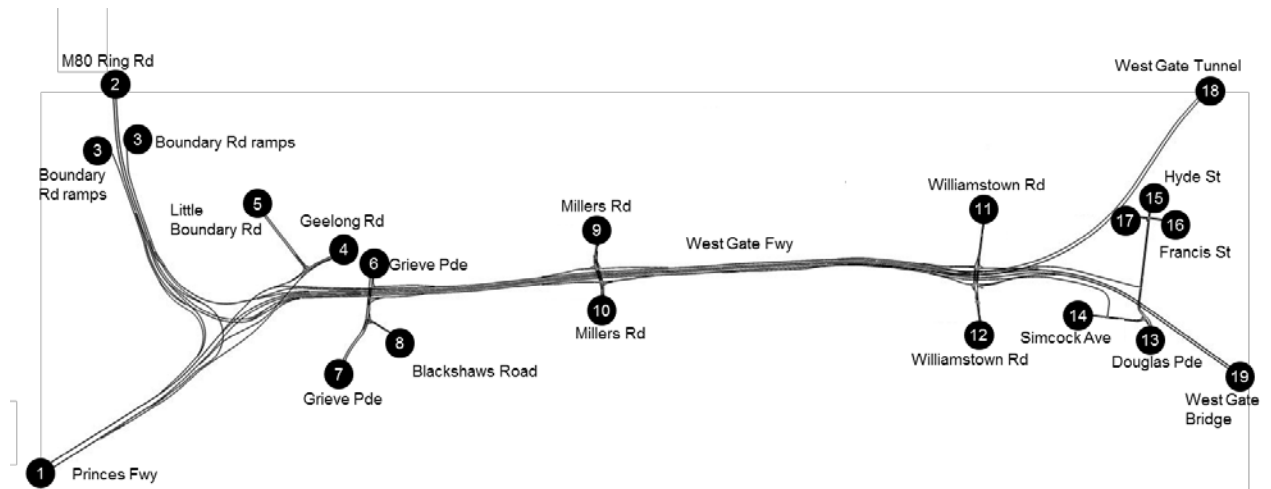 M80 Ring Rd
2
3
Boundary Rd ramps
3
Boundary
Rd ramps
West Gate Tunnel
18
Little
Boundary Rd
5
Geelong Rd
4
6
Grieve Pde
Millers Rd
9
West Gate Fwy
Williamstown Rd
11
Hyde St
15
17
16
Francis St
10
Millers Rd
8
Blackshaws Road
7
Grieve Pde
12
Williamstown Rd
14
Simcock Ave
13
Douglas Pde
19
West Gate
Bridge
1
Princes Fwy